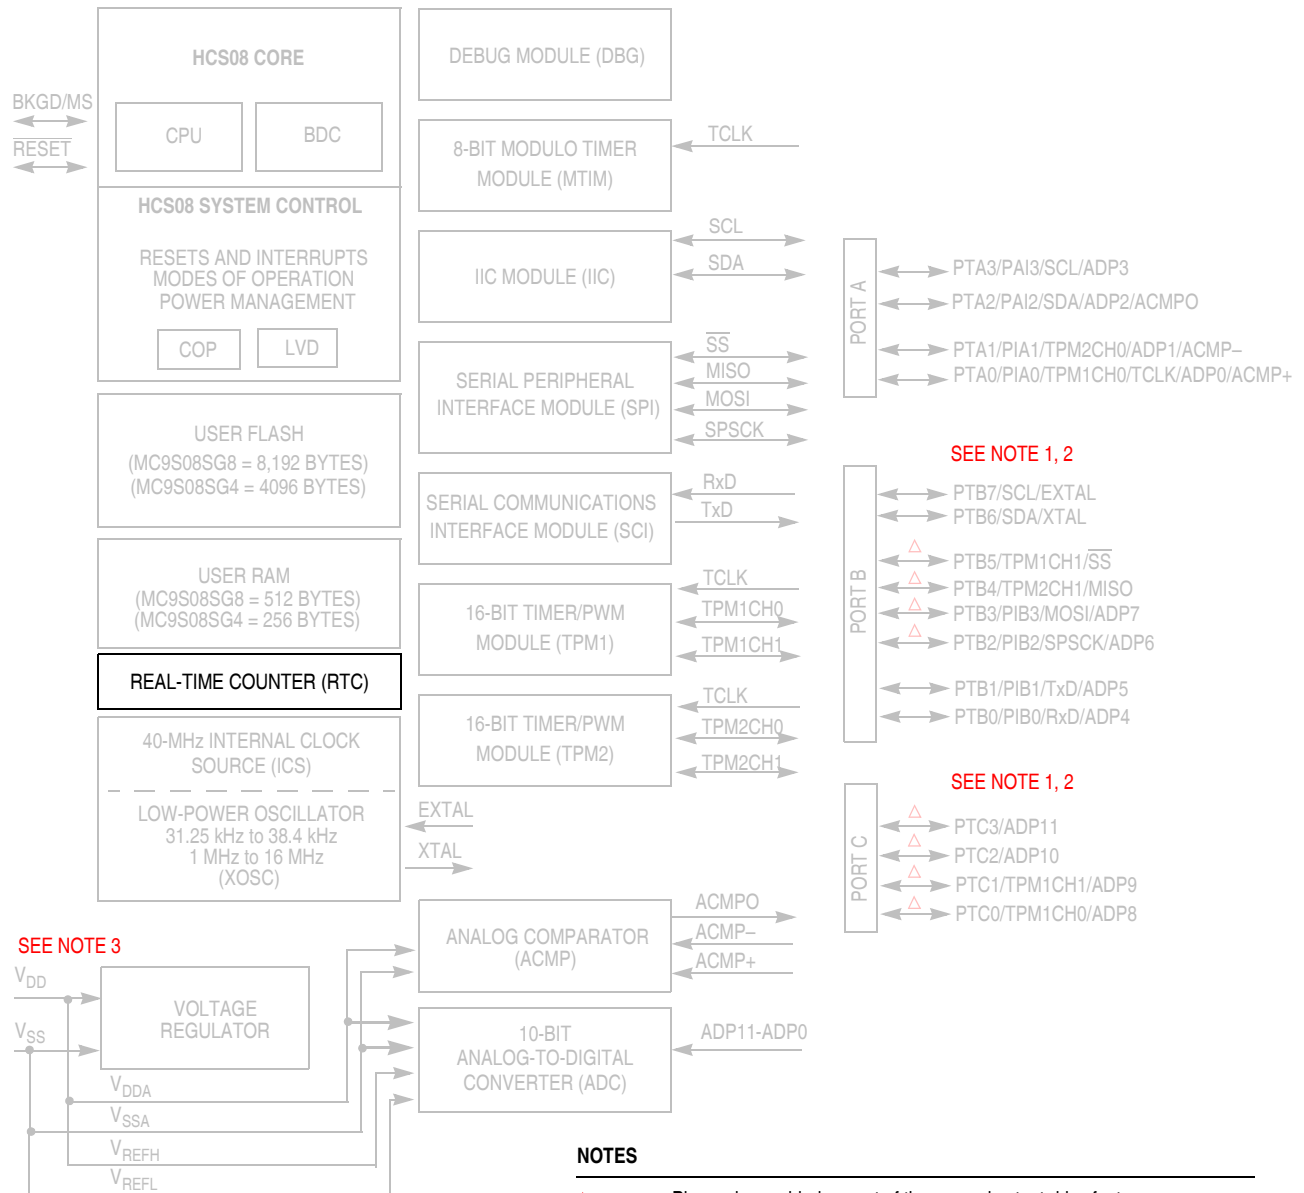 HCS08 CORE
CPU
BDC
BKGD/MS
RESET
HCS08 SYSTEM CONTROL
RESETS AND INTERRUPTS
MODES OF OPERATION
POWER MANAGEMENT
COP
LVD
USER FLASH
(MC9S08SG8 = 8,192 BYTES)
(MC9S08SG4 = 4096 BYTES)
USER RAM
(MC9S08SG8 = 512 BYTES)
(MC9S08SG4 = 256 BYTES)
REAL-TIME COUNTER (RTC)
40-MHz INTERNAL CLOCK
SOURCE (ICS)
LOW-POWER OSCILLATOR
31.25 kHz to 38.4 kHz
1 MHz to 16 MHz
(XOSC)
EXTAL
XTAL
SEE NOTE 3
VDD
VSS
VOLTAGE
REGULATOR
VDDA
VSSA
VREFH
VREFL
DEBUG MODULE (DBG)
8-BIT MODULO TIMER
MODULE (MTIM)
TCLK
IIC MODULE (IIC)
SCL
SDA
SERIAL PERIPHERAL
INTERFACE MODULE (SPI)
SS
MISO
MOSI
SPSCK
SERIAL COMMUNICATIONS
INTERFACE MODULE (SCI)
RxD
TxD
16-BIT TIMER/PWM
MODULE (TPM1)
TCLK
TPM1CH0
TPM1CH1
16-BIT TIMER/PWM
MODULE (TPM2)
TCLK
TPM2CH0
TPM2CH1
ANALOG COMPARATOR
(ACMP)
ACMPO
ACMP–
ACMP+
10-BIT
ANALOG-TO-DIGITAL
CONVERTER (ADC)
ADP11-ADP0
PORT A
PTA3/PAI3/SCL/ADP3
PTA2/PAI2/SDA/ADP2/ACMPO
PTA1/PIA1/TPM2CH0/ADP1/ACMP–
PTA0/PIA0/TPM1CH0/TCLK/ADP0/ACMP+
SEE NOTE 1, 2
PORT B
PTB7/SCL/EXTAL
PTB6/SDA/XTAL
PTB5/TPM1CH1/SS
PTB4/TPM2CH1/MISO
PTB3/PIB3/MOSI/ADP7
PTB2/PIB2/SPSCK/ADP6
PTB1/PIB1/TxD/ADP5
PTB0/PIB0/RxD/ADP4
SEE NOTE 1, 2
PORT C
PTC3/ADP11
PTC2/ADP10
PTC1/TPM1CH1/ADP9
PTC0/TPM1CH0/ADP8
NOTES